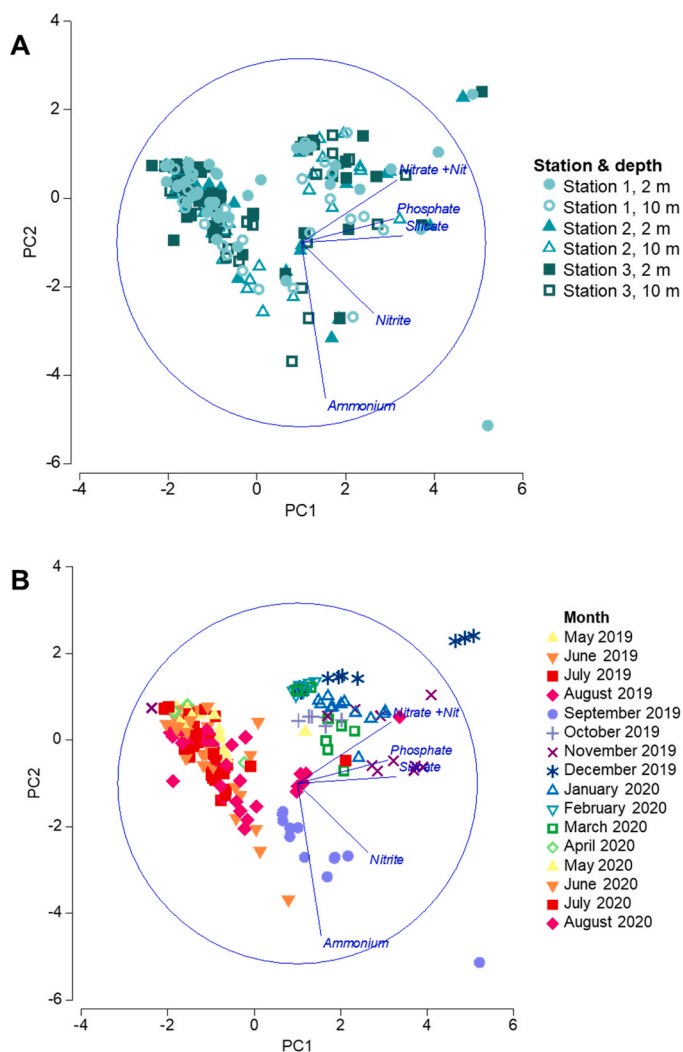 A
4
2
0
-2
-4
-6
PC2
-4
-2
0
2
4
6
PC1
Nitrate +Nit
Phosphate
Silicate
Nitrite
Ammonium
Station & depth
Station 1, 2 m
Station 1, 10 m
Station 2, 2 m
Station 2, 10 m
Station 3, 2 m
Station 3, 10 m
B
4
2
0
-2
-4
-6
PC2
-4
-2
0
2
4
6
PC1
Nitrate +Nit
Phosphate
Silicate
Nitrite
Ammonium
Month
May 2019
June 2019
July 2019
August 2019
September 2019
October 2019
November 2019
December 2019
January 2020
February 2020
March 2020
April 2020
May 2020
June 2020
July 2020
August 2020